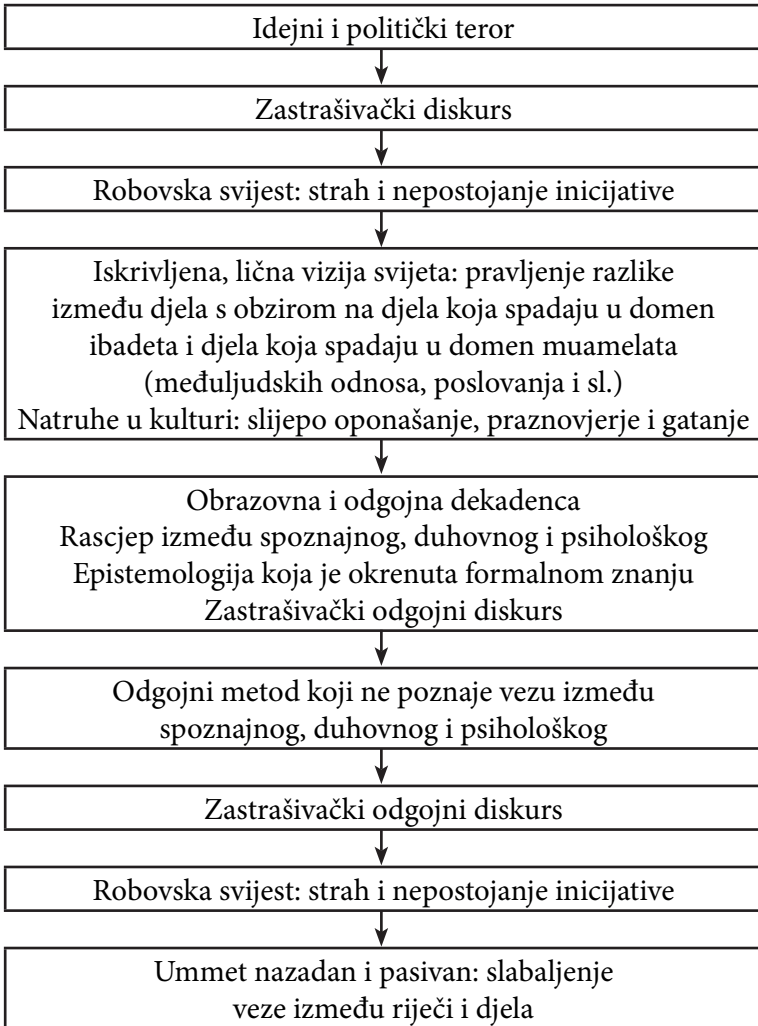 Idejni i politički teror
Zastrašivački diskurs
Robovska svijest: strah i nepostojanje inicijative
Iskrivljena, lična vizija svijeta: pravljenje razlike
između djela s obzirom na djela koja spadaju u domen
ibadeta i djela koja spadaju u domen muamelata
(međuljudskih odnosa, poslovanja i sl.)
Natruhe u kulturi: slijepo oponašanje, praznovjerje i gatanje
Obrazovna i odgojna dekadenca
Rascjep između spoznajnog, duhovnog i psihološkog
Epistemologija koja je okrenuta formalnom znanju
Zastrašivački odgojni diskurs
Odgojni metod koji ne poznaje vezu između
spoznajnog, duhovnog i psihološkog
Zastrašivački odgojni diskurs
Robovska svijest: strah i nepostojanje inicijative
Ummet nazadan i pasivan: slabaljenje
veze između riječi i djela